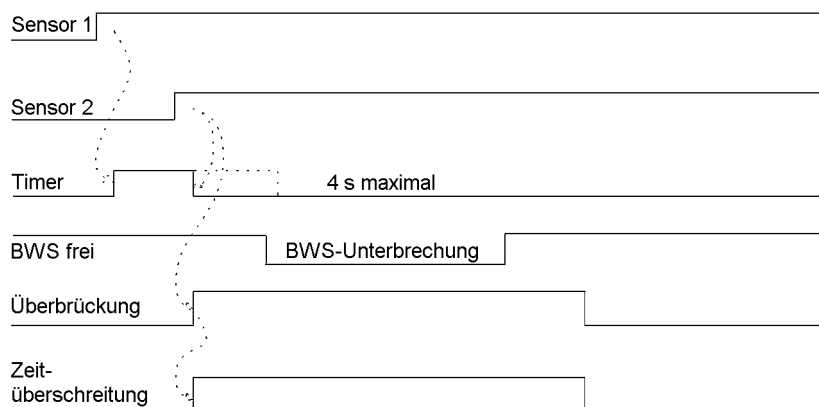 Sensor 1
Sensor 2
Timer
4 s maximal
BWS frei
BWS-Unterbrechung
Überbrückung
Zeit-
überschreitung